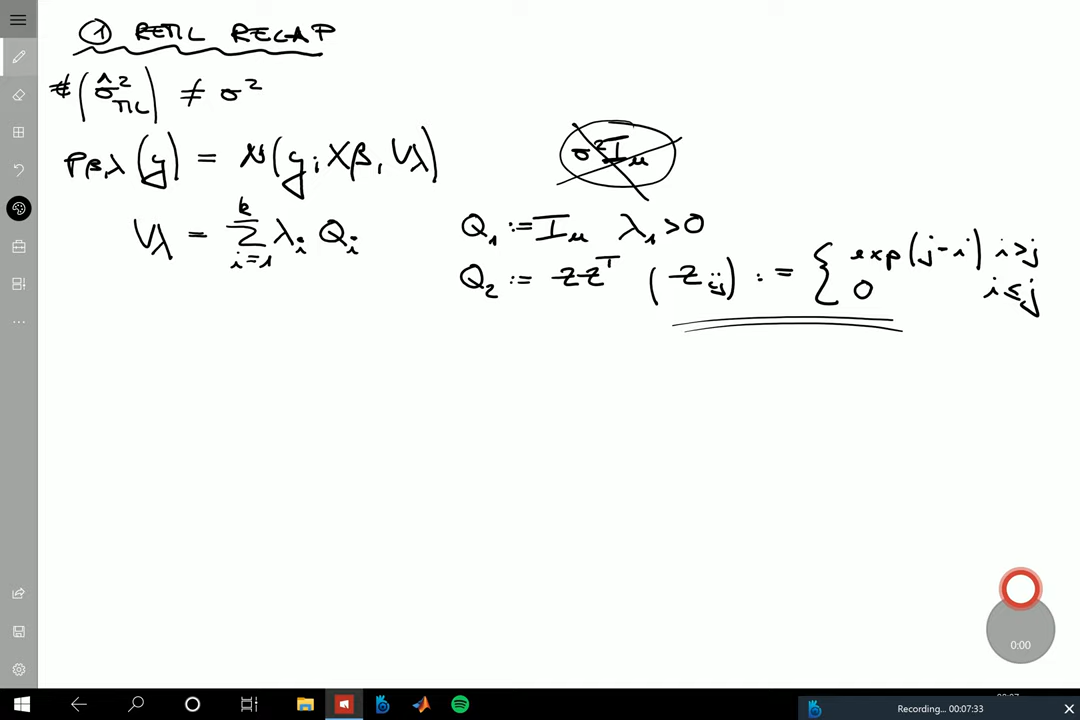 ① REML RECAP
𝔼(σ̂²_ML) ≠ σ²
p_β,λ(y) = N(y; Xβ, V_λ)
σ²I_n
V_λ = Σ_{i=1}^{k} λ_i Q_i
Q_1 := I_n λ_1 > 0
Q_2 := ZZ^T (Z_ij) := { exp(j-i) i>j
0 i≤j
0:00
Recording... 00:07:33